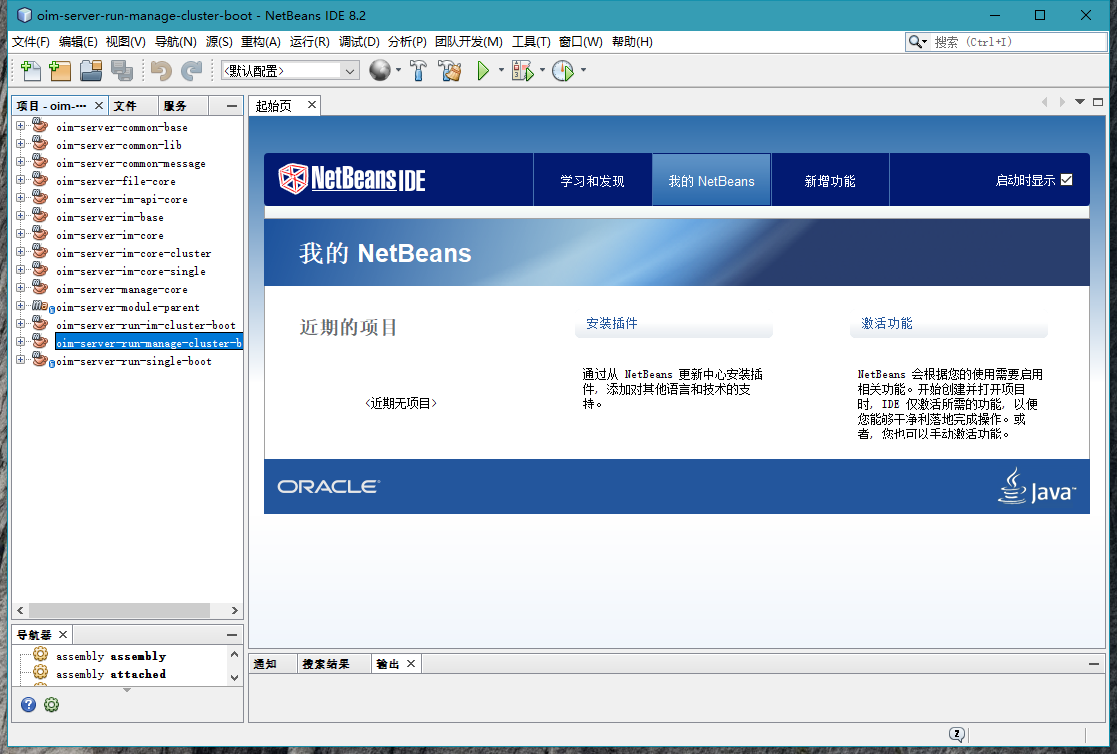 oim-server-run-manage-cluster-boot - NetBeans IDE 8.2
文件(F) 编辑(E) 视图(V) 导航(N) 源(S) 重构(A) 运行(R) 调试(D) 分析(P) 团队开发(M) 工具(T) 窗口(W) 帮助(H)
搜索 (Ctrl+I)
<默认配置>
项目 - oim-… 文件 服务
oim-server-common-base
oim-server-common-lib
oim-server-common-message
oim-server-file-core
oim-server-im-api-core
oim-server-im-base
oim-server-im-core
oim-server-im-core-cluster
oim-server-im-core-single
oim-server-manage-core
oim-server-module-parent
oim-server-run-im-cluster-boot
oim-server-run-manage-cluster-b
oim-server-run-single-boot
导航器
assembly assembly
assembly attached
起始页
NetBeans IDE
学习和发现
我的 NetBeans
新增功能
启动时显示
我的 NetBeans
近期的项目
<近期无项目>
安装插件
通过从 NetBeans 更新中心安装插
件，添加对其他语言和技术的支
持。
激活功能
NetBeans 会根据您的使用需要启用
相关功能。开始创建并打开项目
时，IDE 仅激活所需的功能，以便
您能够干净利落地完成操作。或
者，您也可以手动激活功能。
ORACLE
Java
通知 搜索结果 输出
2